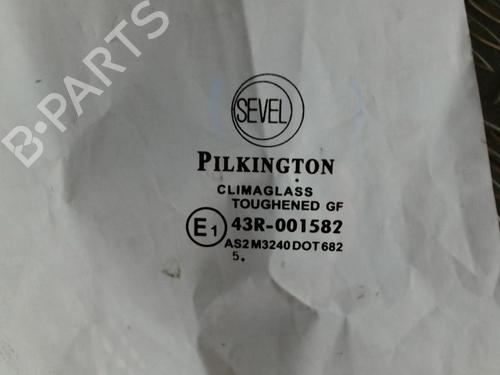 B-PARTS
SEVEL
PILKINGTON
CLIMAGLASS
TOUGHENED GF
E1 43R-001582
AS2 M3240 DOT 682
5.